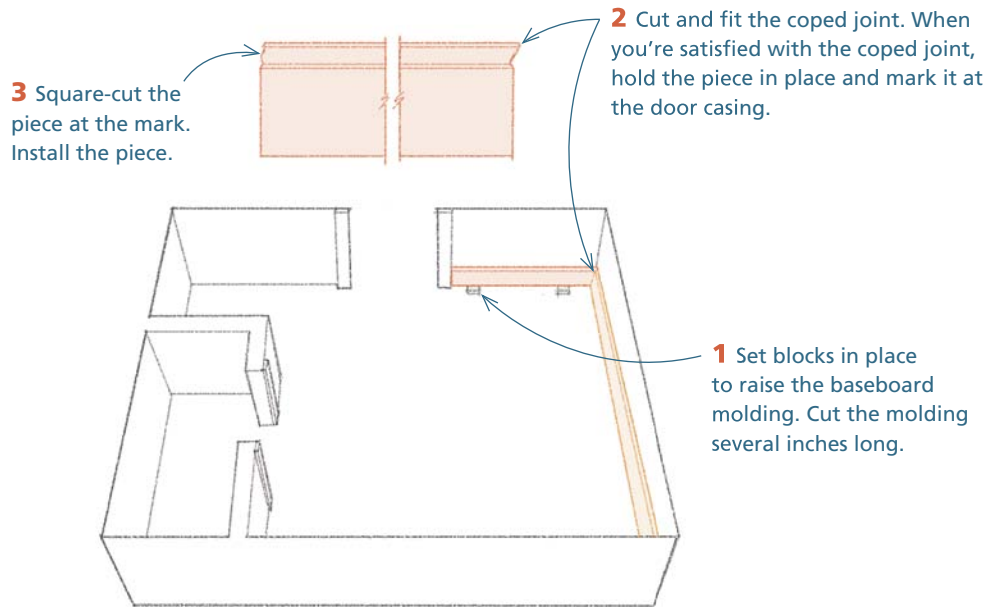 2 Cut and fit the coped joint. When
you’re satisfied with the coped joint,
hold the piece in place and mark it at
the door casing.
3 Square-cut the
piece at the mark.
Install the piece.
1 Set blocks in place
to raise the baseboard
molding. Cut the molding
several inches long.